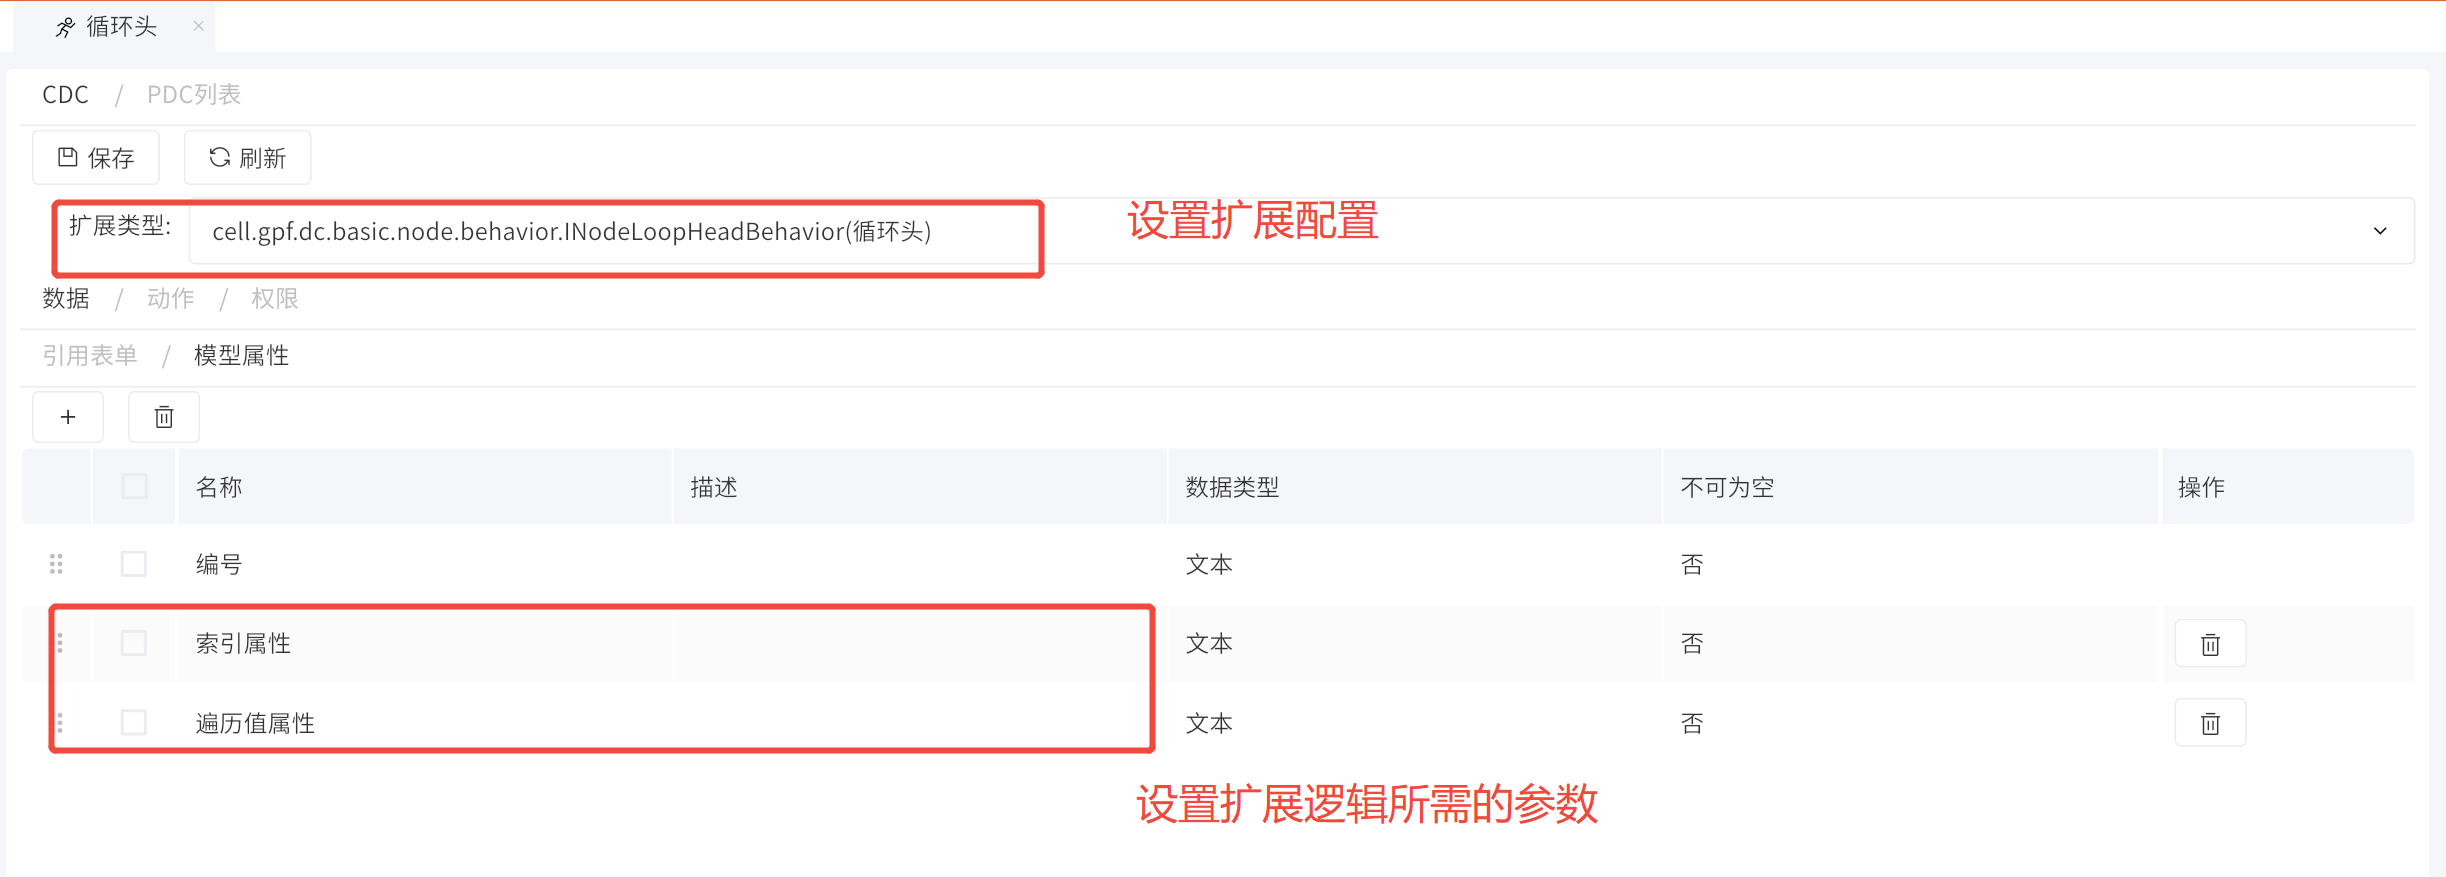 循环头
CDC / PDC列表
保存 刷新
扩展类型: cell.gpf.dc.basic.node.behavior.INodeLoopHeadBehavior(循环头) 设置扩展配置
数据 / 动作 / 权限
引用表单 / 模型属性
名称 描述 数据类型 不可为空 操作
编号 文本 否
索引属性 文本 否
遍历值属性 文本 否
设置扩展逻辑所需的参数